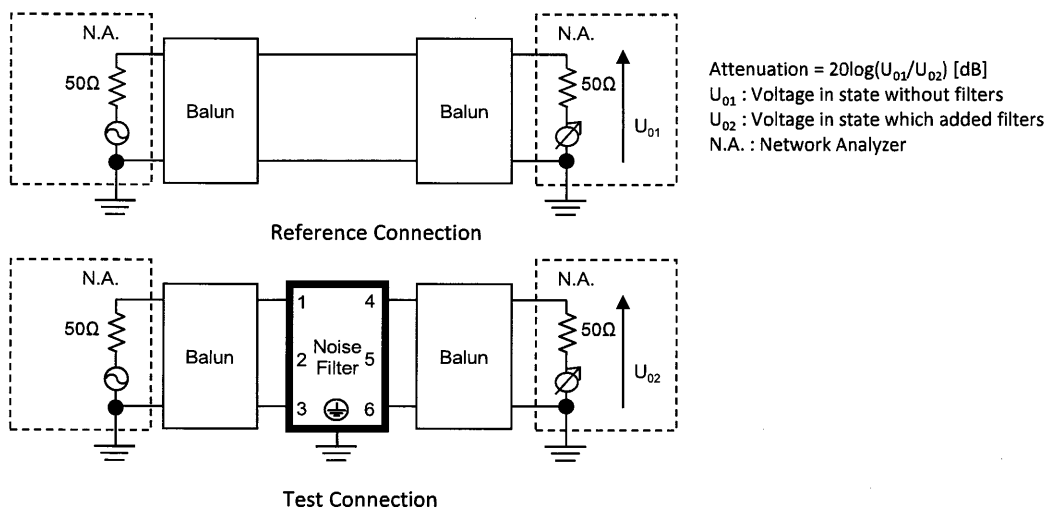 N.A.
50Ω
Balun
Balun
N.A.
50Ω
U01
Attenuation = 20log(U01/U02) [dB]
U01 : Voltage in state without filters
U02 : Voltage in state which added filters
N.A. : Network Analyzer
Reference Connection
N.A.
50Ω
Balun
1 4
2 Noise Filter 5
3 6
Balun
N.A.
50Ω
U02
Test Connection